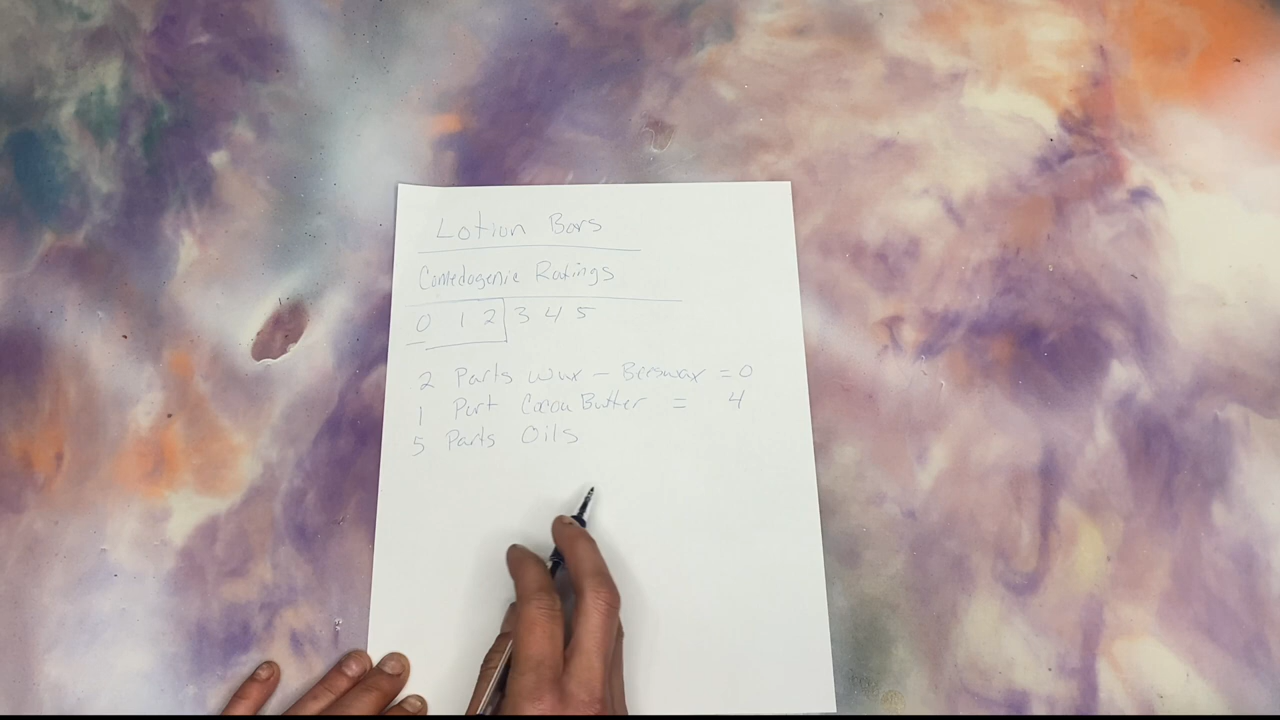 Lotion Bars
Comedogenic Ratings
0 1 2 3 4 5
2 Parts Wax - Beeswax = 0
1 Part Cocoa Butter = 4
5 Parts Oils